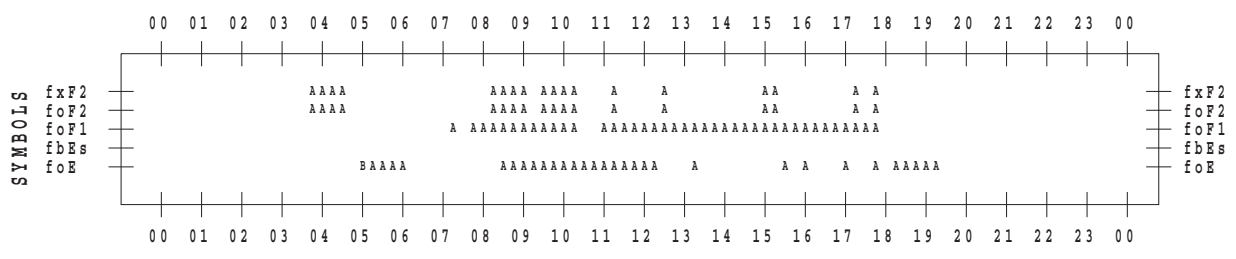 00 01 02 03 04 05 06 07 08 09 10 11 12 13 14 15 16 17 18 19 20 21 22 23 00
SYMBOLS
fxF2 AAAA AAAA AAAA A A AA A A fxF2
foF2 AAAA AAAA AAAA A A AA A A foF2
foF1 A AAAAAAAAAAA AAAAAAAAAAAAAAAAAAAAAAAAAAAA foF1
fbEs fbEs
foE BAAAA AAAAAAAAAAAAAAAA A A A A A AAAAA foE
00 01 02 03 04 05 06 07 08 09 10 11 12 13 14 15 16 17 18 19 20 21 22 23 00